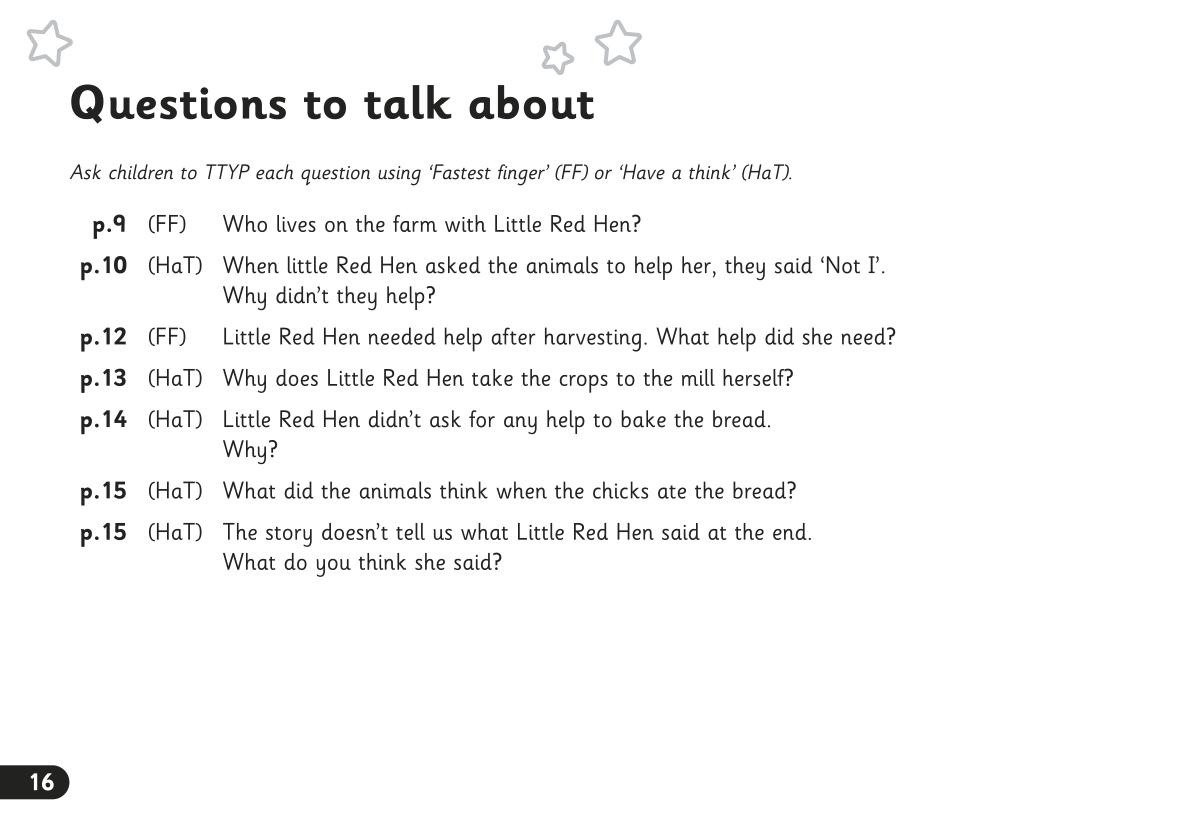 Questions to talk about
Ask children to TTYP each question using ‘Fastest finger’ (FF) or ‘Have a think’ (HaT).
p.9 (FF) Who lives on the farm with Little Red Hen?
p.10 (HaT) When little Red Hen asked the animals to help her, they said ‘Not I’.
Why didn’t they help?
p.12 (FF) Little Red Hen needed help after harvesting. What help did she need?
p.13 (HaT) Why does Little Red Hen take the crops to the mill herself?
p.14 (HaT) Little Red Hen didn’t ask for any help to bake the bread.
Why?
p.15 (HaT) What did the animals think when the chicks ate the bread?
p.15 (HaT) The story doesn’t tell us what Little Red Hen said at the end.
What do you think she said?
16